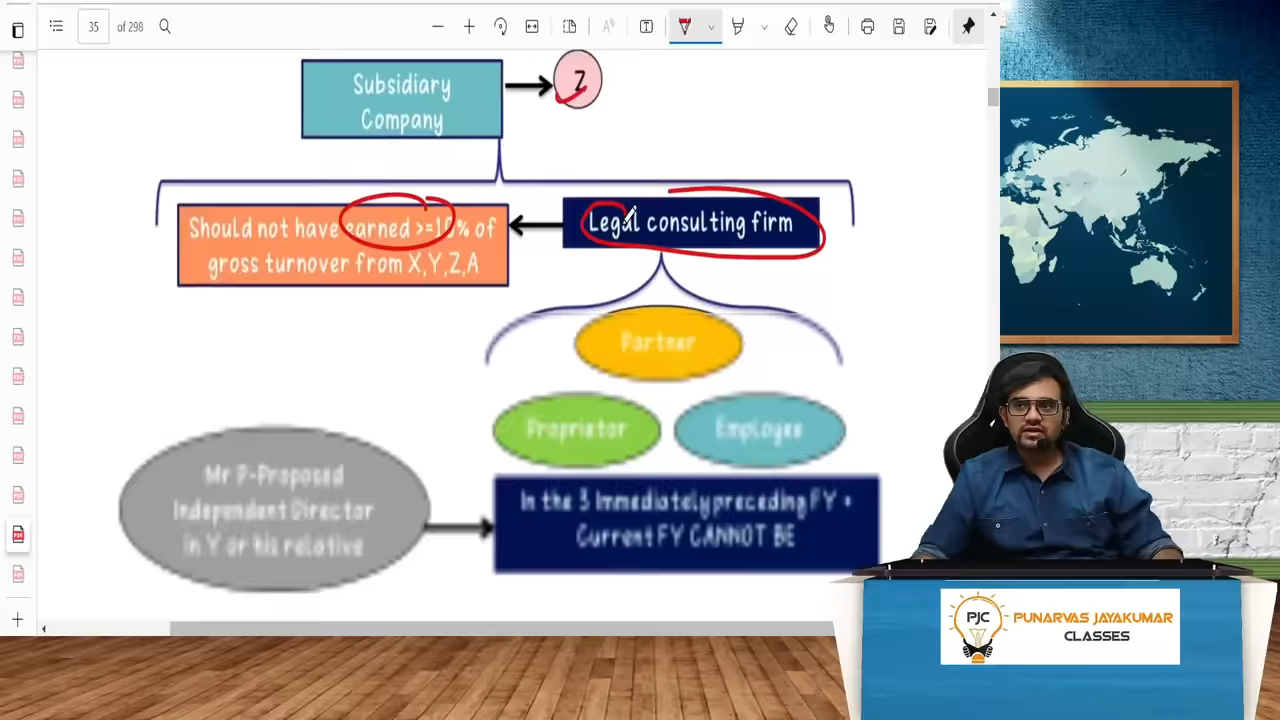 35 of 298
Subsidiary
Company
Z
Should not have earned >=10% of
gross turnover from X,Y,Z,A
Legal consulting firm
Partner
Proprietor
Employee
Mr P-Proposed
Independent Director
in Y or his relative
In the 3 Immediately preceding FY +
Current FY CANNOT BE
PJC
PUNARVAS JAYAKUMAR
CLASSES